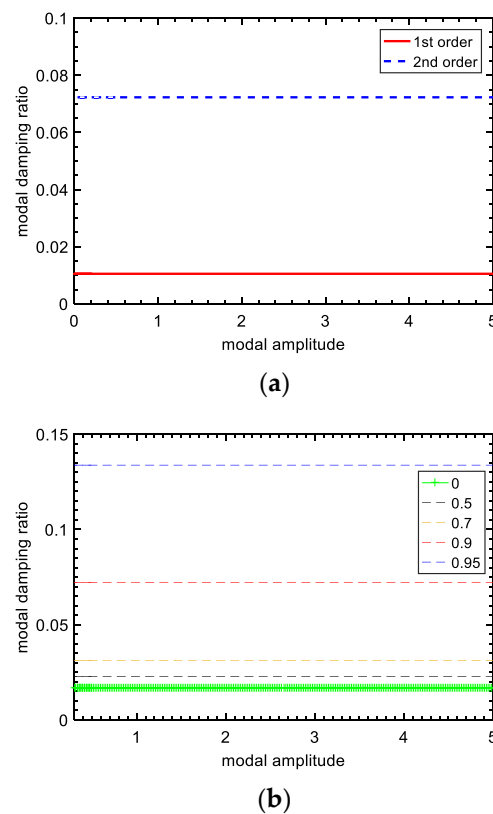 0.1
0.08
0.06
0.04
0.02
0
modal damping ratio
1st order
2nd order
0 1 2 3 4 5
modal amplitude
(a)
0.15
0.1
0.05
0
modal damping ratio
0
0.5
0.7
0.9
0.95
1 2 3 4 5
modal amplitude
(b)